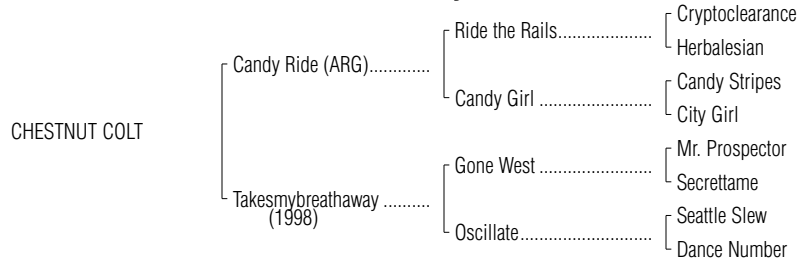 Cryptoclearance
Ride the Rails..................
Herbalesian
Candy Ride (ARG).............
Candy Stripes
Candy Girl .....................
City Girl
CHESTNUT COLT
Mr. Prospector
Gone West .....................
Secrettame
Takesmybreathaway ..........
(1998)
Seattle Slew
Oscillate.........................
Dance Number